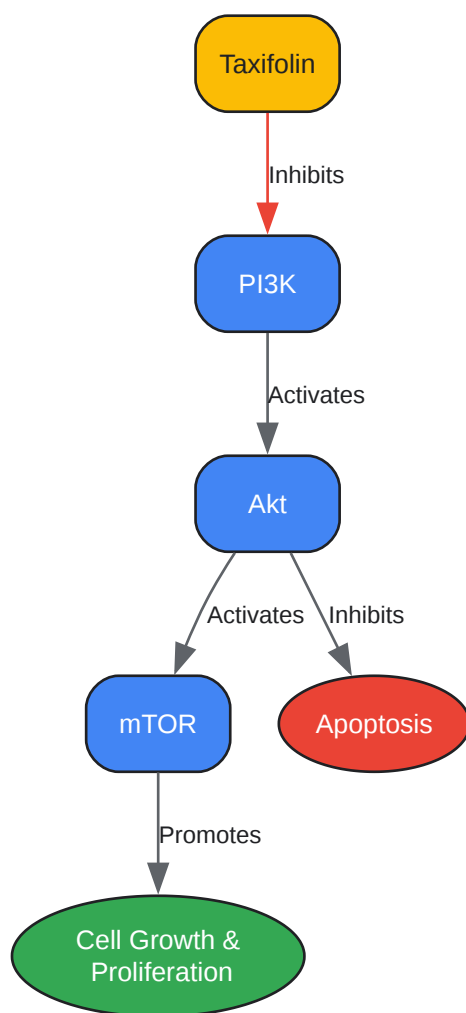 Taxifolin
Inhibits
PI3K
Activates
Akt
Activates
Inhibits
mTOR
Apoptosis
Promotes
Cell Growth &
Proliferation